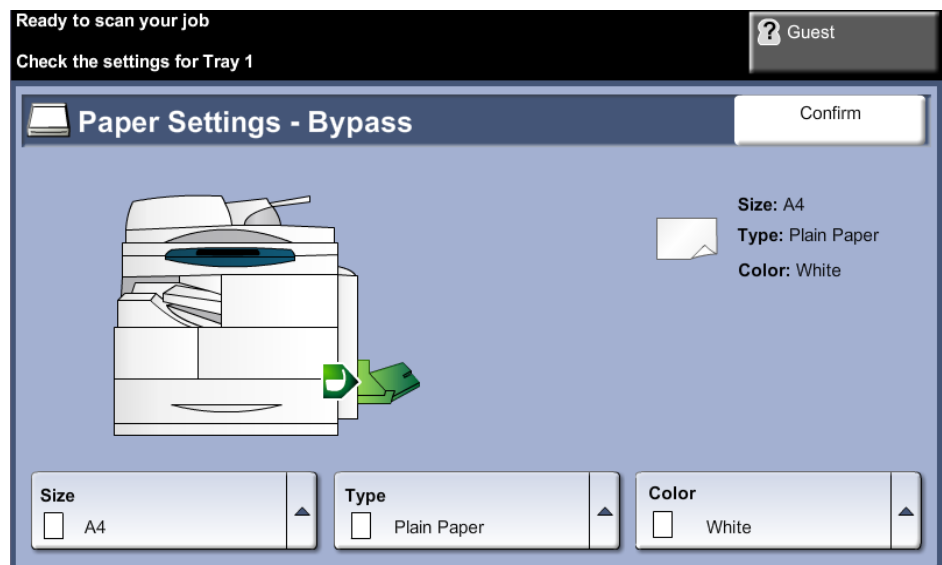 Ready to scan your job
Check the settings for Tray 1
? Guest
Paper Settings - Bypass
Confirm
Size: A4
Type: Plain Paper
Color: White
Size
A4
Type
Plain Paper
Color
White